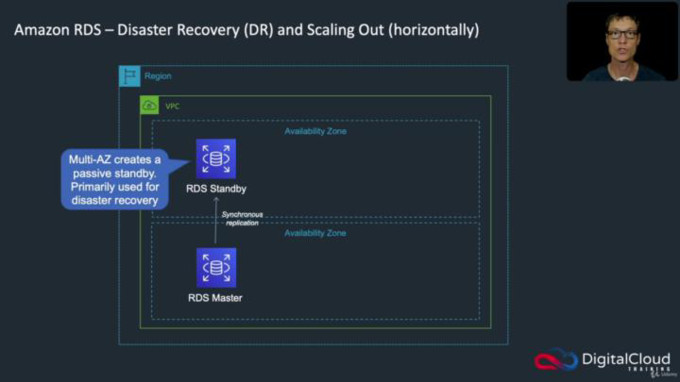 Amazon RDS – Disaster Recovery (DR) and Scaling Out (horizontally)
Region
VPC
Availability Zone
Multi-AZ creates a
passive standby.
Primarily used for
disaster recovery
RDS Standby
Synchronous
replication
Availability Zone
RDS Master
DigitalCloud
TRAINING
Udemy